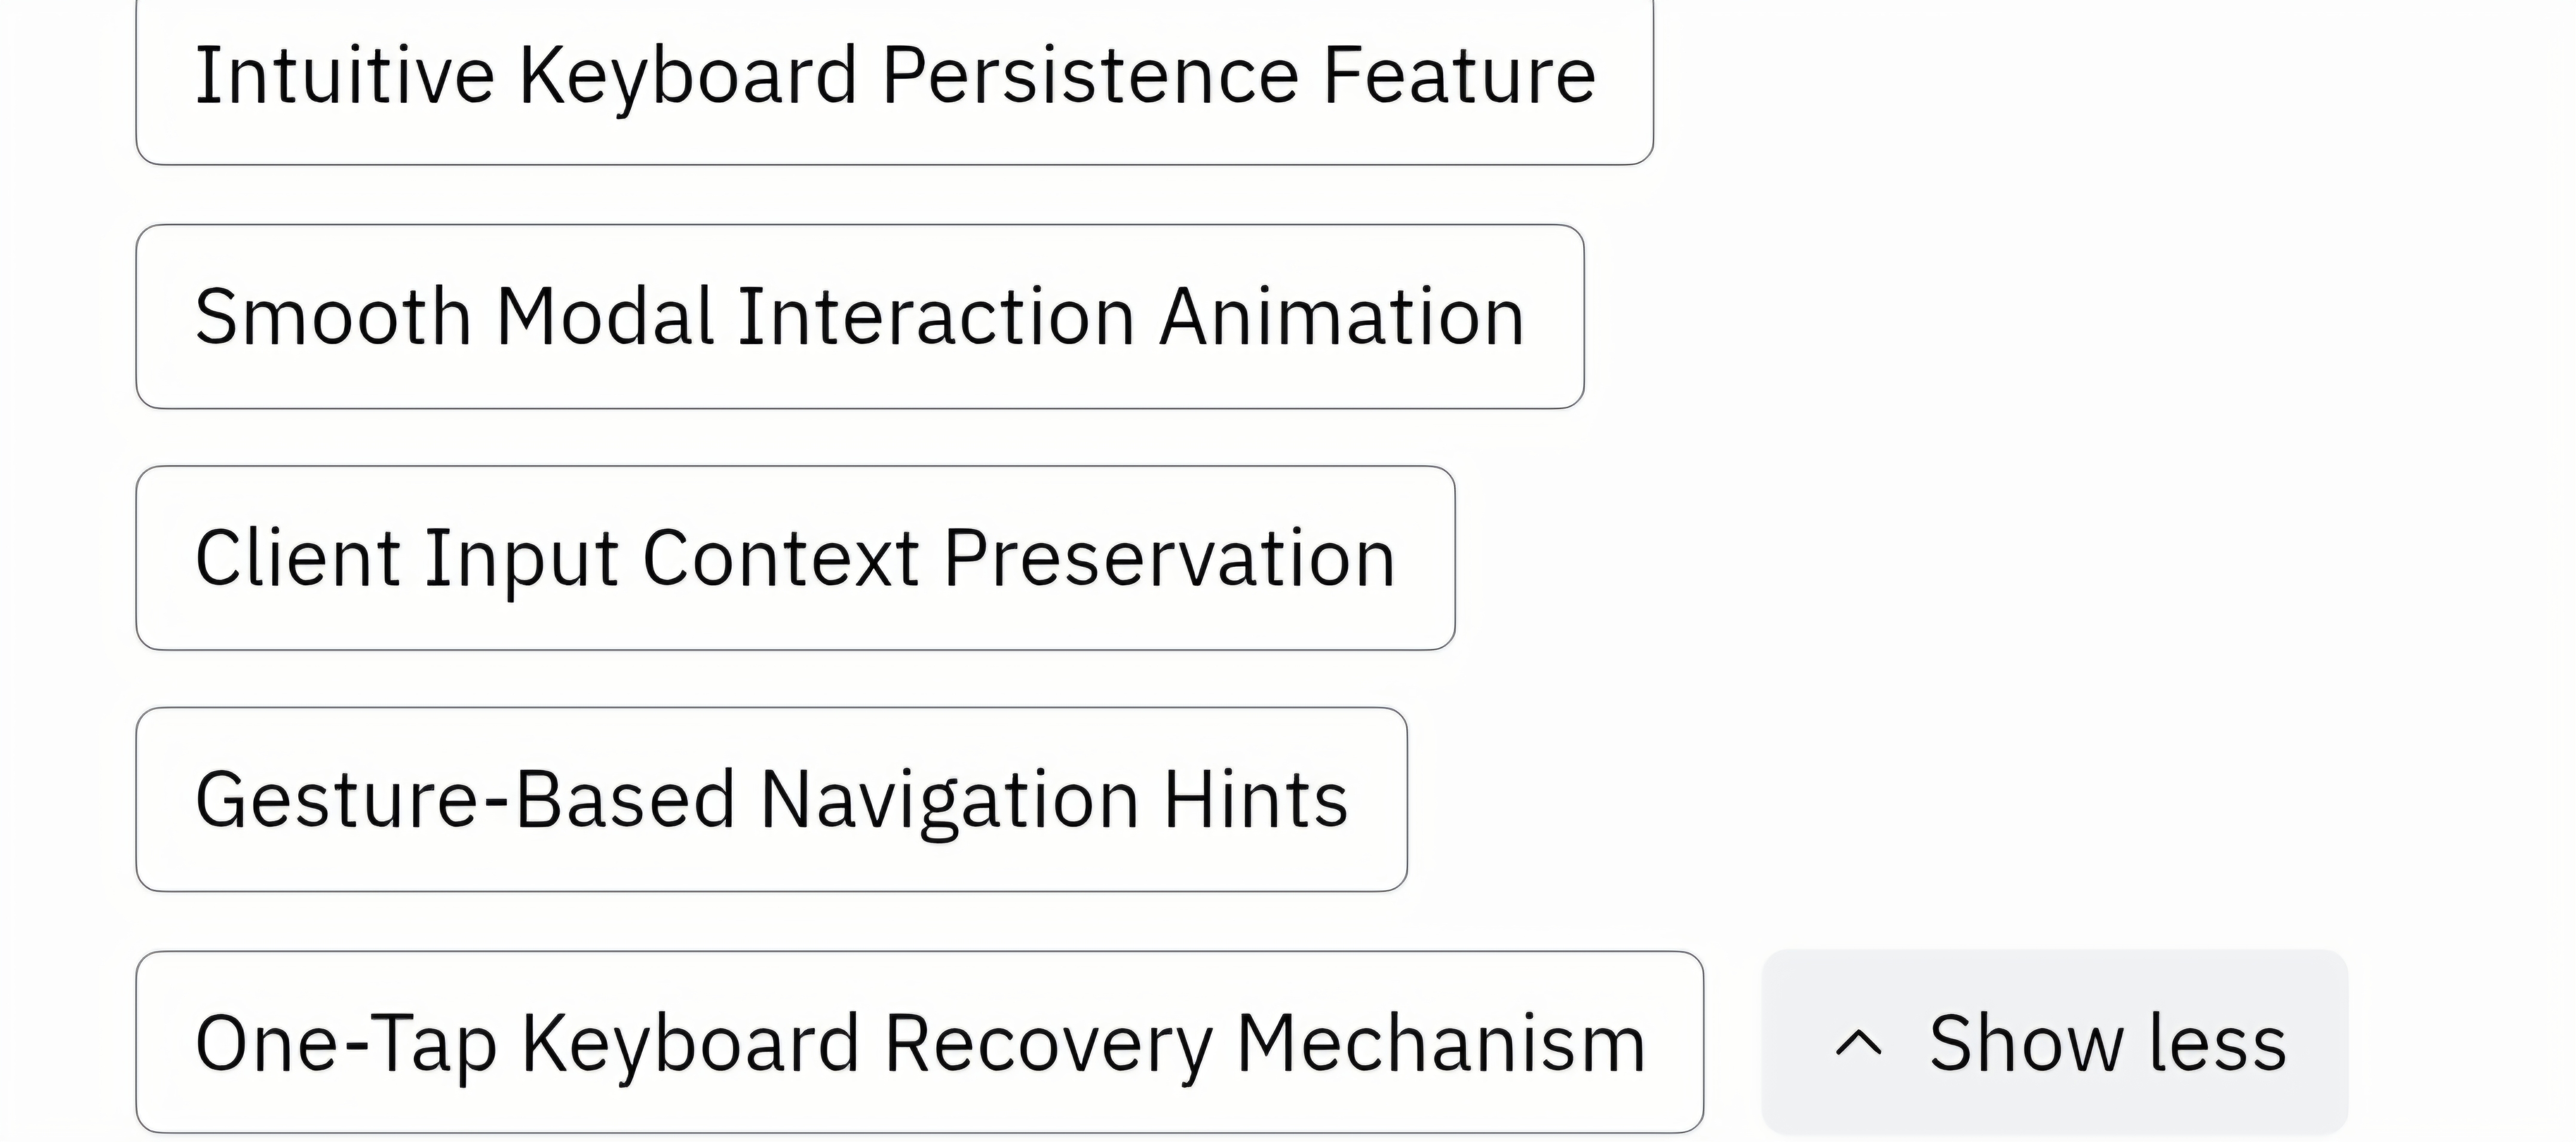 Intuitive Keyboard Persistence Feature
Smooth Modal Interaction Animation
Client Input Context Preservation
Gesture-Based Navigation Hints
One-Tap Keyboard Recovery Mechanism
Show less